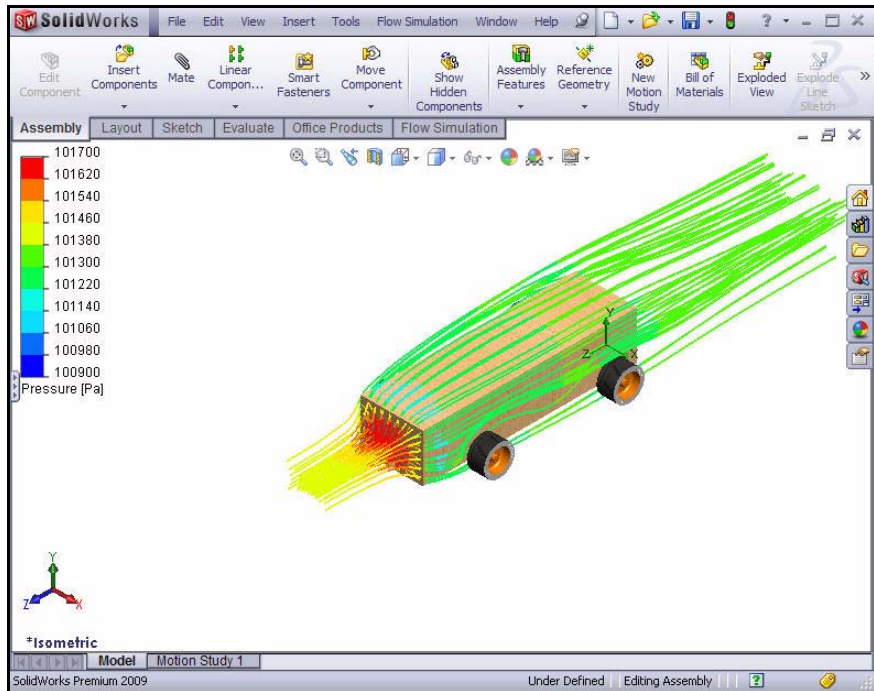 SolidWorks File Edit View Insert Tools Flow Simulation Window Help ?
Edit Component
Insert Components
Mate
Linear Compon...
Smart Fasteners
Move Component
Show Hidden Components
Assembly Features
Reference Geometry
New Motion Study
Bill of Materials
Exploded View
Explode Line Sketch
Assembly Layout Sketch Evaluate Office Products Flow Simulation
101700
101620
101540
101460
101380
101300
101220
101140
101060
100980
100900
Pressure [Pa]
Y
Z X
Y
Z X
*Isometric
Model Motion Study 1
SolidWorks Premium 2009 Under Defined Editing Assembly ?